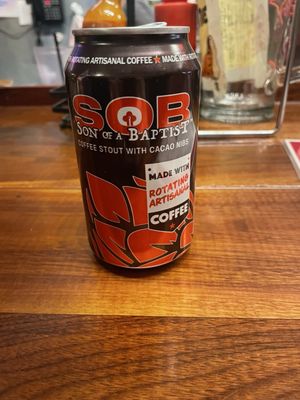 ROTATING ARTISANAL COFFEE ★ MADE WITH
SOB
SON OF A BAPTIST
COFFEE STOUT WITH CACAO NIBS
MADE WITH
ROTATING
ARTISANAL
COFFEE